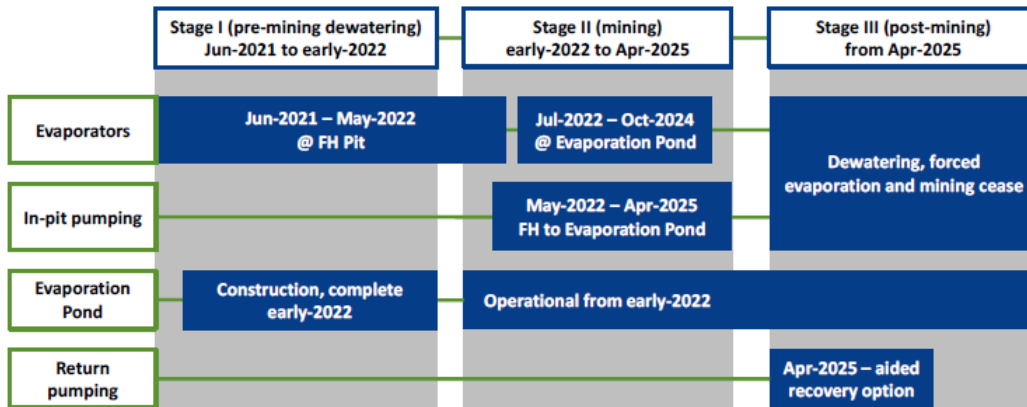 Stage I (pre-mining dewatering)
Jun-2021 to early-2022
Stage II (mining)
early-2022 to Apr-2025
Stage III (post-mining)
from Apr-2025
Evaporators
Jun-2021 – May-2022
@ FH Pit
Jul-2022 – Oct-2024
@ Evaporation Pond
Dewatering, forced
evaporation and mining cease
In-pit pumping
May-2022 – Apr-2025
FH to Evaporation Pond
Evaporation
Pond
Construction, complete
early-2022
Operational from early-2022
Return
pumping
Apr-2025 – aided
recovery option